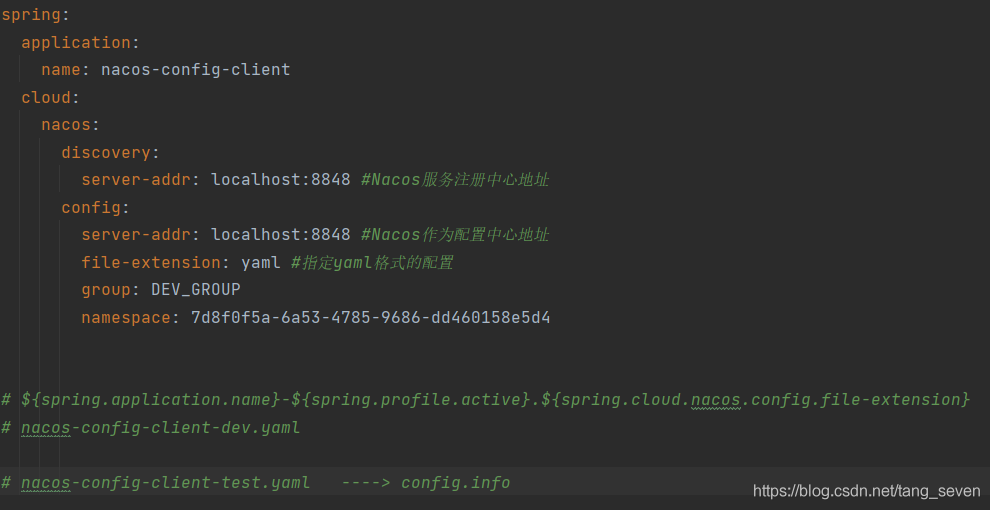 spring:
  application:
    name: nacos-config-client
  cloud:
    nacos:
      discovery:
        server-addr: localhost:8848 #Nacos服务注册中心地址
      config:
        server-addr: localhost:8848 #Nacos作为配置中心地址
        file-extension: yaml #指定yaml格式的配置
        group: DEV_GROUP
        namespace: 7d8f0f5a-6a53-4785-9686-dd460158e5d4
# ${spring.application.name}-${spring.profile.active}.${spring.cloud.nacos.config.file-extension}
# nacos-config-client-dev.yaml
# nacos-config-client-test.yaml   ----> config.info
https://blog.csdn.net/tang_seven